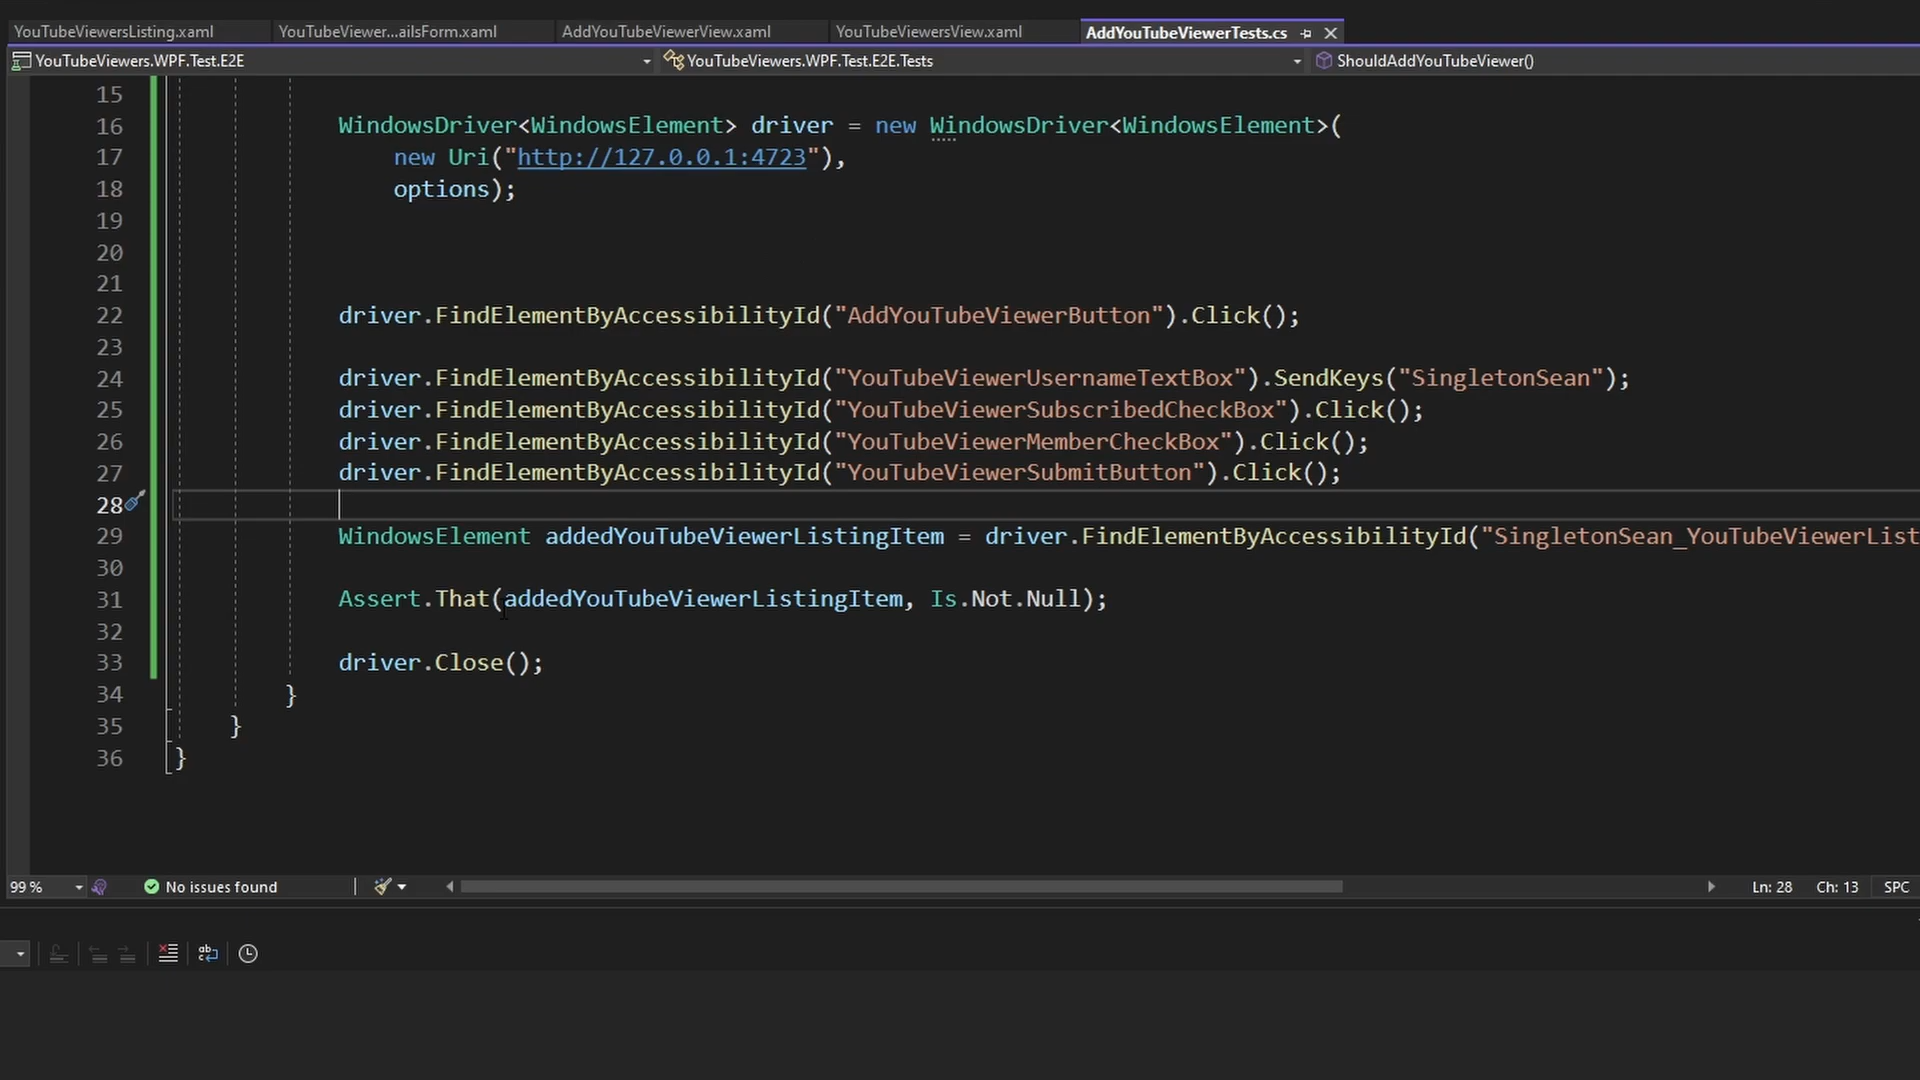 YouTubeViewersListing.xaml YouTubeViewer...ailsForm.xaml AddYouTubeViewerView.xaml YouTubeViewersView.xaml AddYouTubeViewerTests.cs
YouTubeViewers.WPF.Test.E2E YouTubeViewers.WPF.Test.E2E.Tests ShouldAddYouTubeViewer()
15
16 WindowsDriver<WindowsElement> driver = new WindowsDriver<WindowsElement>(
17 new Uri("http://127.0.0.1:4723"),
18 options);
19
20
21
22 driver.FindElementByAccessibilityId("AddYouTubeViewerButton").Click();
23
24 driver.FindElementByAccessibilityId("YouTubeViewerUsernameTextBox").SendKeys("SingletonSean");
25 driver.FindElementByAccessibilityId("YouTubeViewerSubscribedCheckBox").Click();
26 driver.FindElementByAccessibilityId("YouTubeViewerMemberCheckBox").Click();
27 driver.FindElementByAccessibilityId("YouTubeViewerSubmitButton").Click();
28
29 WindowsElement addedYouTubeViewerListingItem = driver.FindElementByAccessibilityId("SingletonSean_YouTubeViewerList
30
31 Assert.That(addedYouTubeViewerListingItem, Is.Not.Null);
32
33 driver.Close();
34 }
35 }
36 }
99 % No issues found Ln: 28 Ch: 13 SPC